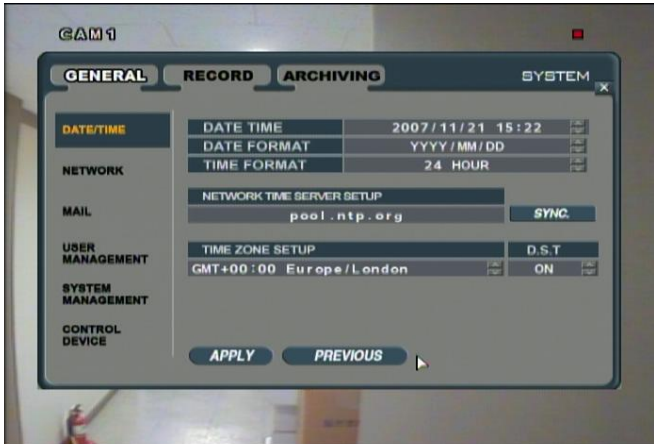 CAM 1
GENERAL RECORD ARCHIVING SYSTEM
DATE/TIME
NETWORK
MAIL
USER MANAGEMENT
SYSTEM MANAGEMENT
CONTROL DEVICE
DATE TIME 2007/11/21 15:22
DATE FORMAT YYYY/MM/DD
TIME FORMAT 24 HOUR
NETWORK TIME SERVER SETUP
pool.ntp.org SYNC.
TIME ZONE SETUP D.S.T
GMT+00:00 Europe/London ON
APPLY PREVIOUS